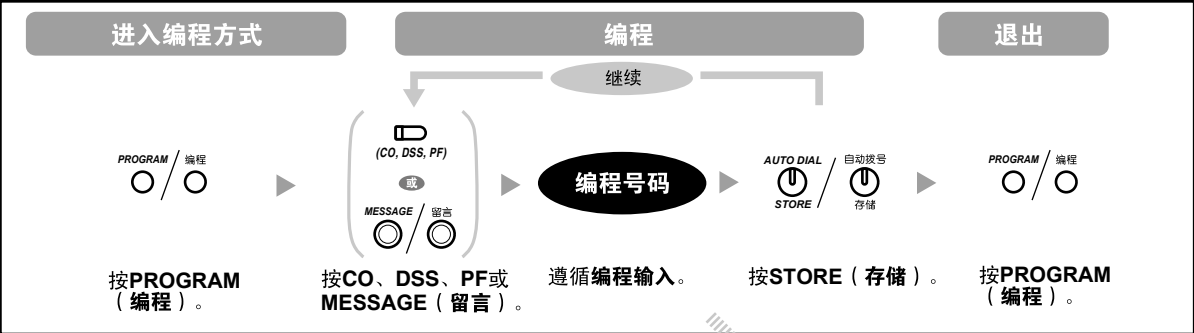 进入编程方式
编程
退出
继续
PROGRAM / 编程
(CO, DSS, PF)
或
MESSAGE / 留言
编程号码
AUTO DIAL / 自动拨号
STORE / 存储
PROGRAM / 编程
按PROGRAM
（编程）。
按CO、DSS、PF或
MESSAGE（留言）。
遵循编程输入。
按STORE（存储）。
按PROGRAM
（编程）。